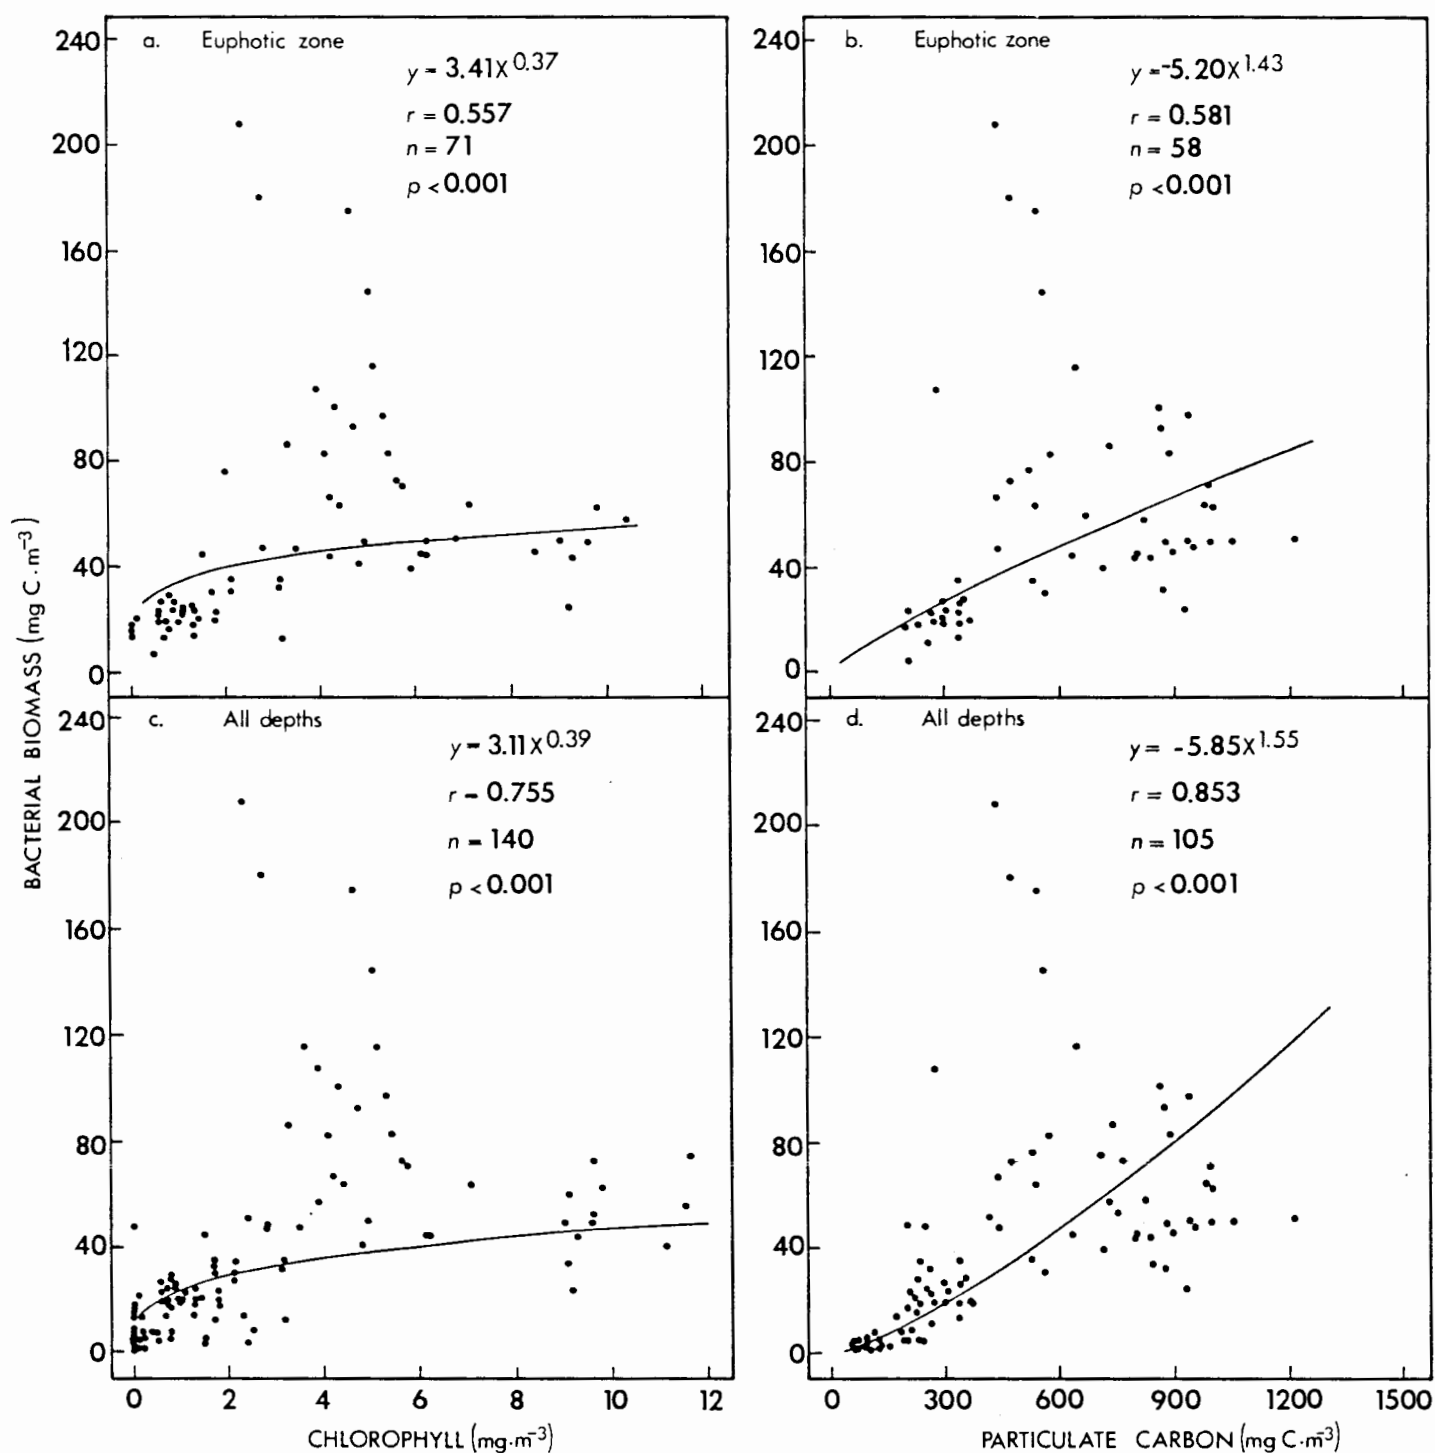 a. Euphotic zone
y = 3.41X^0.37
r = 0.557
n = 71
p < 0.001
240
200
160
120
80
40
0
b. Euphotic zone
y = -5.20X^1.43
r = 0.581
n = 58
p < 0.001
240
200
160
120
80
40
0
BACTERIAL BIOMASS (mg C·m⁻³)
c. All depths
y = 3.11X^0.39
r = 0.755
n = 140
p < 0.001
240
200
160
120
80
40
0
0 2 4 6 8 10 12
CHLOROPHYLL (mg·m⁻³)
d. All depths
y = -5.85X^1.55
r = 0.853
n = 105
p < 0.001
240
200
160
120
80
40
0
0 300 600 900 1200 1500
PARTICULATE CARBON (mg C·m⁻³)